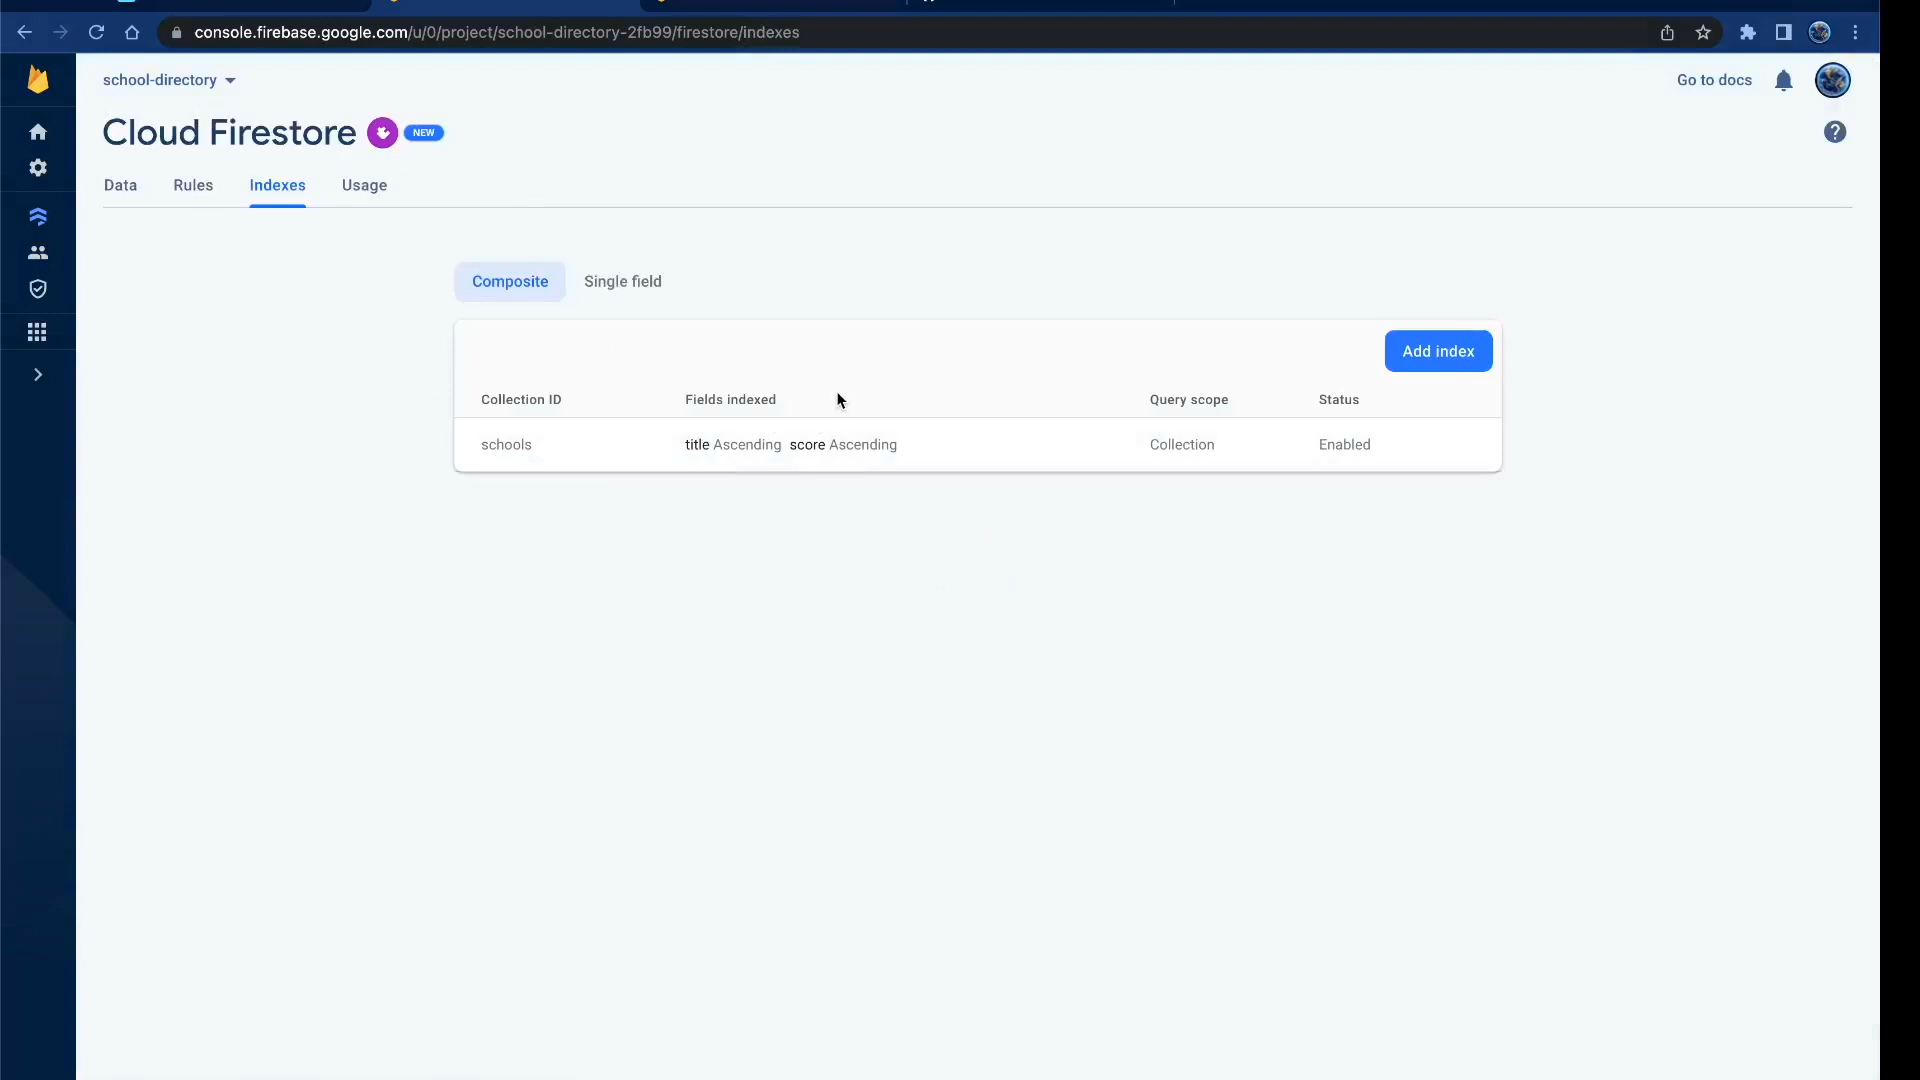 console.firebase.google.com/u/0/project/school-directory-2fb99/firestore/indexes
school-directory
Go to docs
Cloud Firestore NEW
Data Rules Indexes Usage
Composite Single field
Add index
Collection ID Fields indexed Query scope Status
schools title Ascending score Ascending Collection Enabled